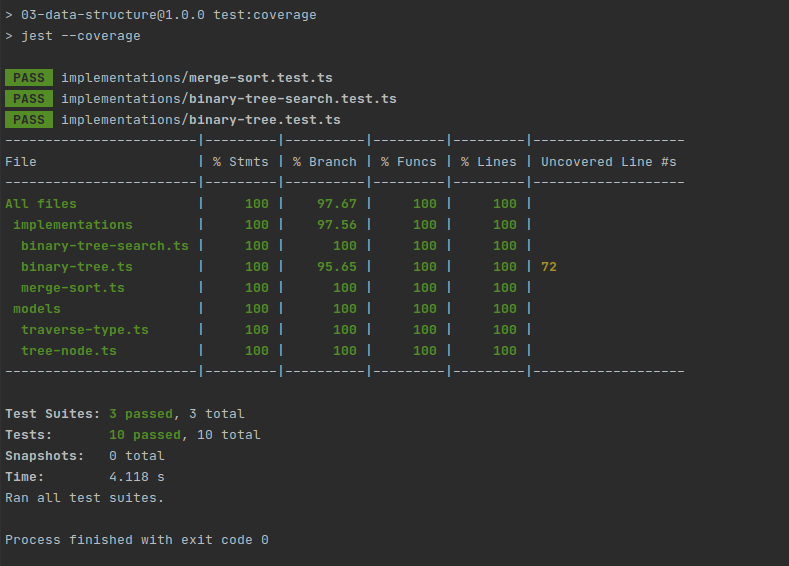 > 03-data-structure@1.0.0 test:coverage
> jest --coverage
PASS implementations/merge-sort.test.ts
PASS implementations/binary-tree-search.test.ts
PASS implementations/binary-tree.test.ts
------------------------|---------|----------|---------|---------|-------------------
File                    | % Stmts | % Branch | % Funcs | % Lines | Uncovered Line #s
------------------------|---------|----------|---------|---------|-------------------
All files               |     100 |    97.67 |     100 |     100 |
 implementations        |     100 |    97.56 |     100 |     100 |
  binary-tree-search.ts |     100 |      100 |     100 |     100 |
  binary-tree.ts        |     100 |    95.65 |     100 |     100 | 72
  merge-sort.ts         |     100 |      100 |     100 |     100 |
 models                 |     100 |      100 |     100 |     100 |
  traverse-type.ts      |     100 |      100 |     100 |     100 |
  tree-node.ts          |     100 |      100 |     100 |     100 |
------------------------|---------|----------|---------|---------|-------------------
Test Suites: 3 passed, 3 total
Tests:       10 passed, 10 total
Snapshots:   0 total
Time:        4.118 s
Ran all test suites.
Process finished with exit code 0